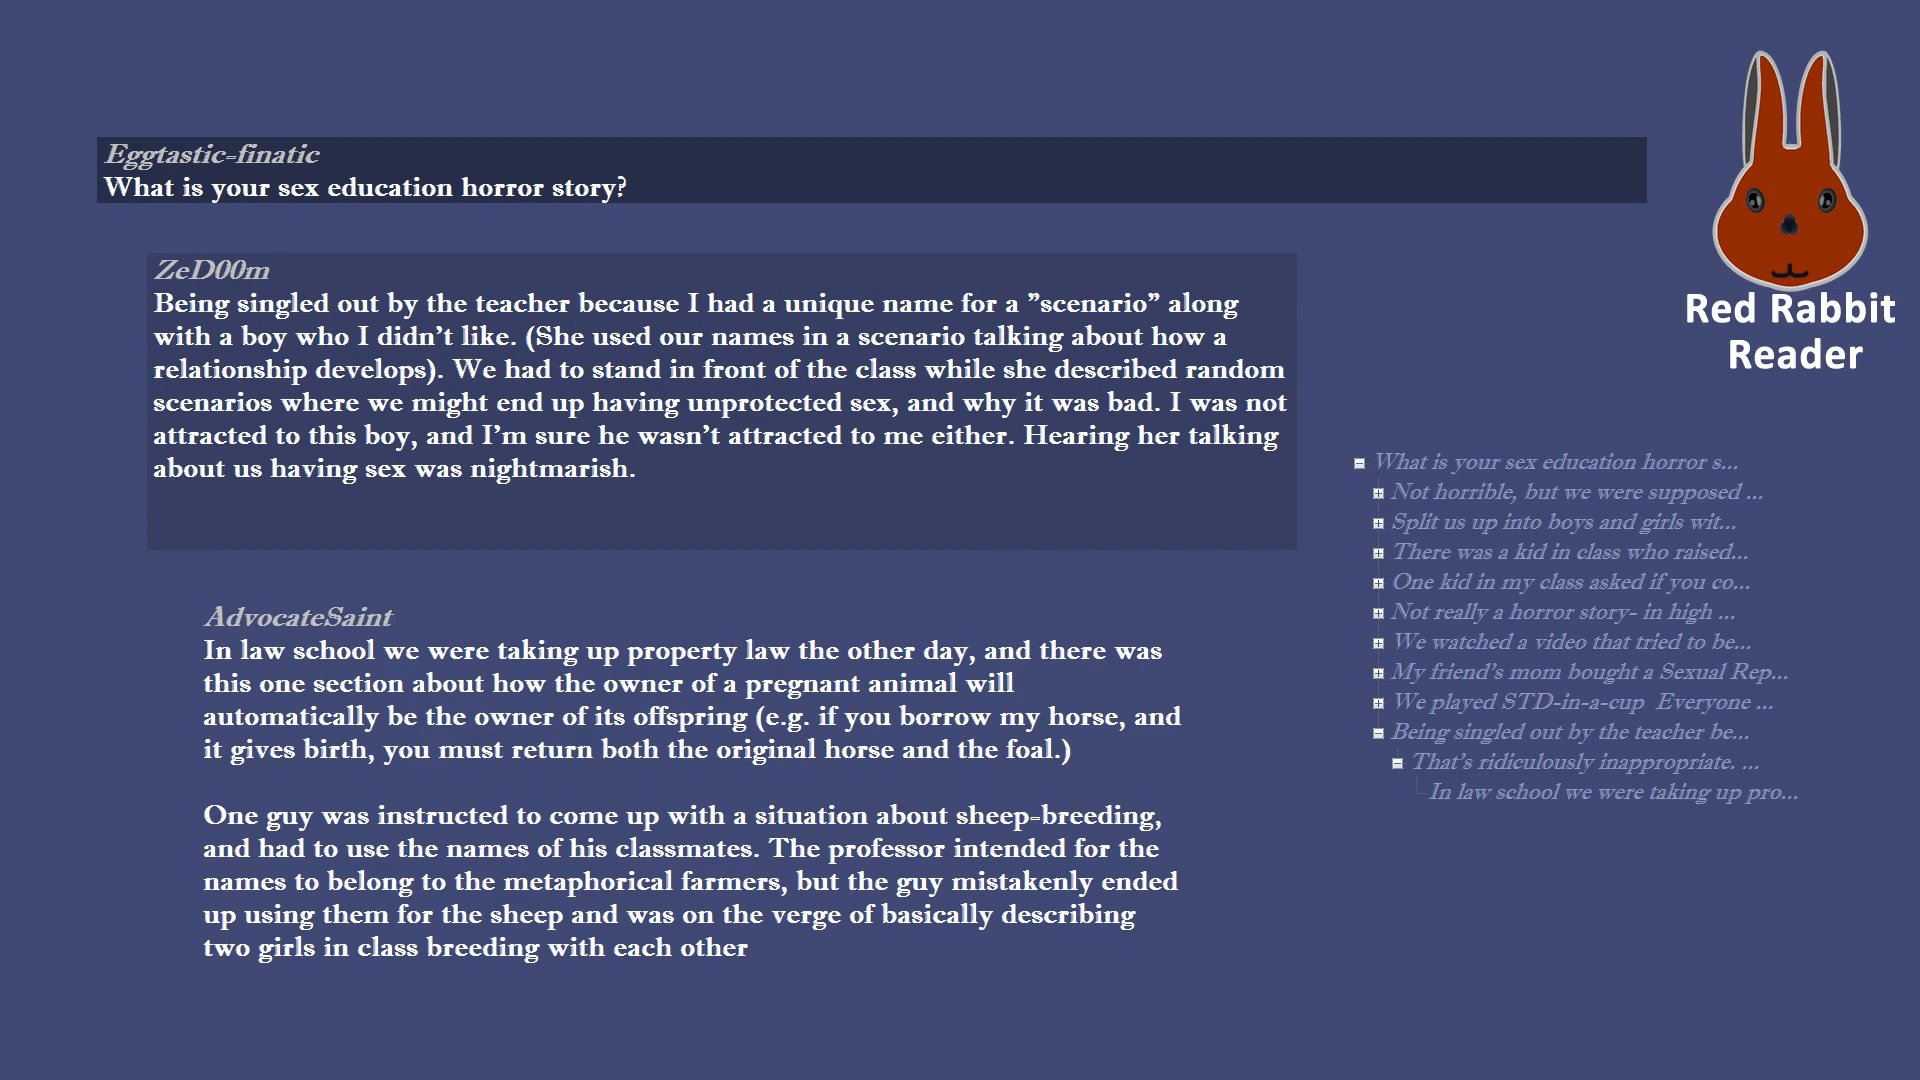 Eggtastic-finatic
What is your sex education horror story?
ZeD00m
Being singled out by the teacher because I had a unique name for a "scenario" along
with a boy who I didn't like. (She used our names in a scenario talking about how a
relationship develops). We had to stand in front of the class while she described random
scenarios where we might end up having unprotected sex, and why it was bad. I was not
attracted to this boy, and I'm sure he wasn't attracted to me either. Hearing her talking
about us having sex was nightmarish.
AdvocateSaint
In law school we were taking up property law the other day, and there was
this one section about how the owner of a pregnant animal will
automatically be the owner of its offspring (e.g. if you borrow my horse, and
it gives birth, you must return both the original horse and the foal.)
One guy was instructed to come up with a situation about sheep-breeding,
and had to use the names of his classmates. The professor intended for the
names to belong to the metaphorical farmers, but the guy mistakenly ended
up using them for the sheep and was on the verge of basically describing
two girls in class breeding with each other
Red Rabbit
Reader
What is your sex education horror s...
Not horrible, but we were supposed ...
Split us up into boys and girls wit...
There was a kid in class who raised...
One kid in my class asked if you co...
Not really a horror story- in high ...
We watched a video that tried to be...
My friend's mom bought a Sexual Rep...
We played STD-in-a-cup  Everyone ...
Being singled out by the teacher be...
That's ridiculously inappropriate. ...
In law school we were taking up pro...